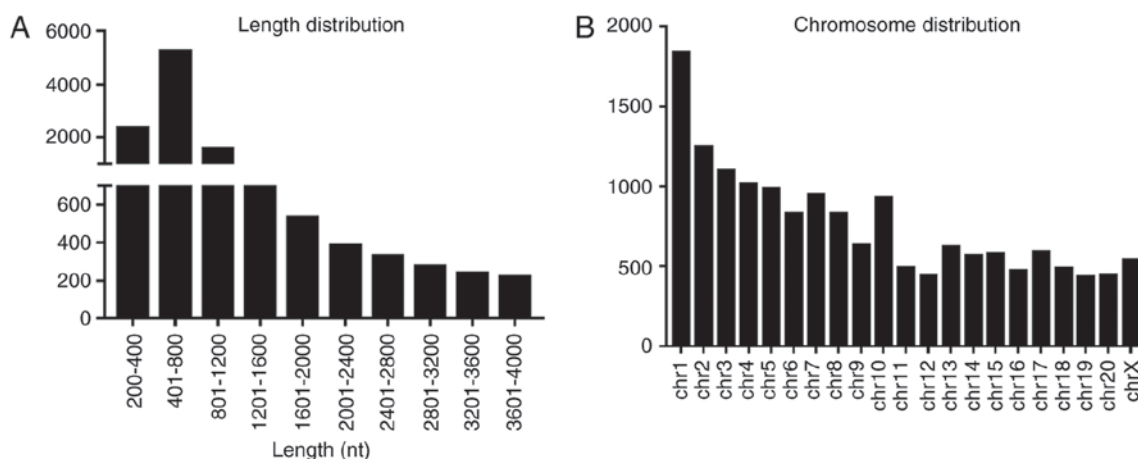 A
Length distribution
6000
4000
2000
600
400
200
0
200-400
401-800
801-1200
1201-1600
1601-2000
2001-2400
2401-2800
2801-3200
3201-3600
3601-4000
Length (nt)
B
Chromosome distribution
2000
1500
1000
500
0
chr1
chr2
chr3
chr4
chr5
chr6
chr7
chr8
chr9
chr10
chr11
chr12
chr13
chr14
chr15
chr16
chr17
chr18
chr19
chr20
chrX